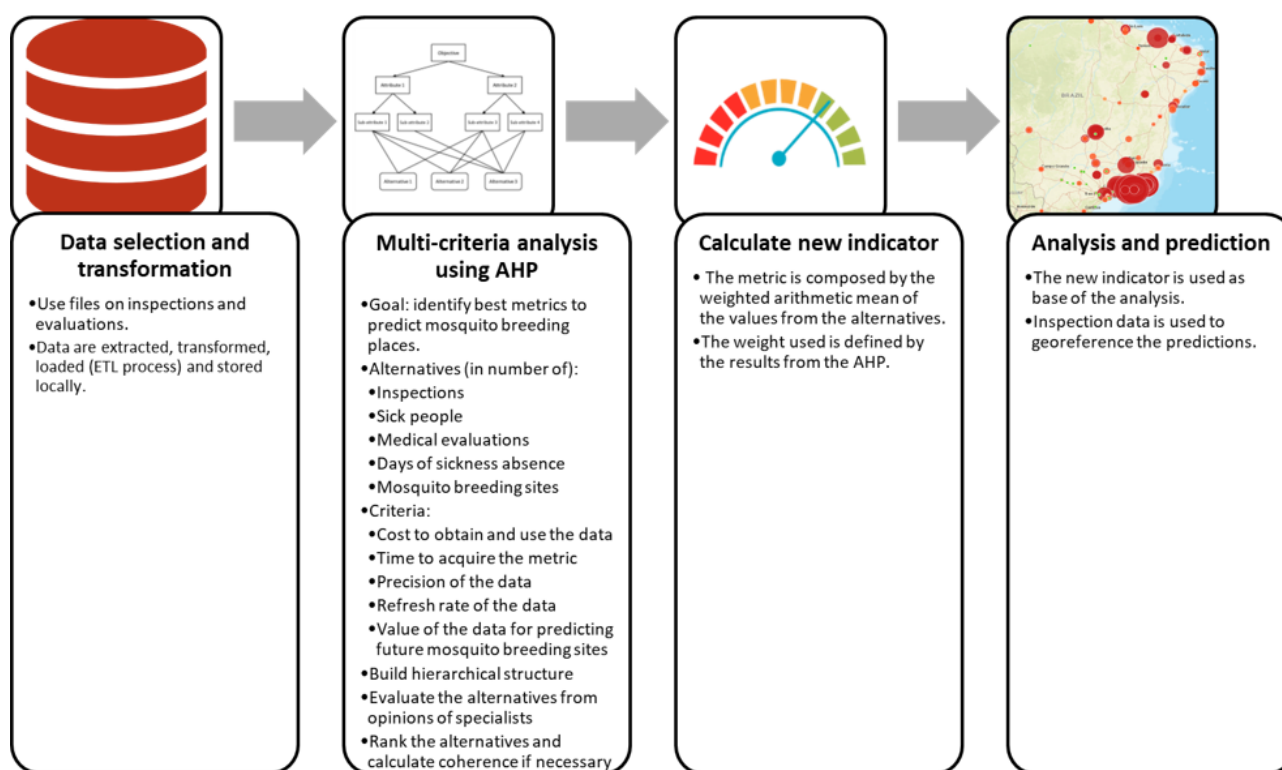 Objective
Attribute 1
Attribute 2
Alternative 1
Alternative 2
BRAZIL
Data selection and
transformation
•Use files on inspections and
evaluations.
•Data are extracted, transformed,
loaded (ETL process) and stored
locally.
Multi-criteria analysis
using AHP
•Goal: identify best metrics to
predict mosquito breeding
places.
•Alternatives (in number of):
•Inspections
•Sick people
•Medical evaluations
•Days of sickness absence
•Mosquito breeding sites
•Criteria:
•Cost to obtain and use the data
•Time to acquire the metric
•Precision of the data
•Refresh rate of the data
•Value of the data for predicting
future mosquito breeding sites
•Build hierarchical structure
•Evaluate the alternatives from
opinions of specialists
•Rank the alternatives and
calculate coherence if necessary
Calculate new indicator
• The metric is composed by the
weighted arithmetic mean of
the values from the alternatives.
•The weight used is defined by
the results from the AHP.
Analysis and prediction
•The new indicator is used as
base of the analysis.
•Inspection data is used to
georeference the predictions.